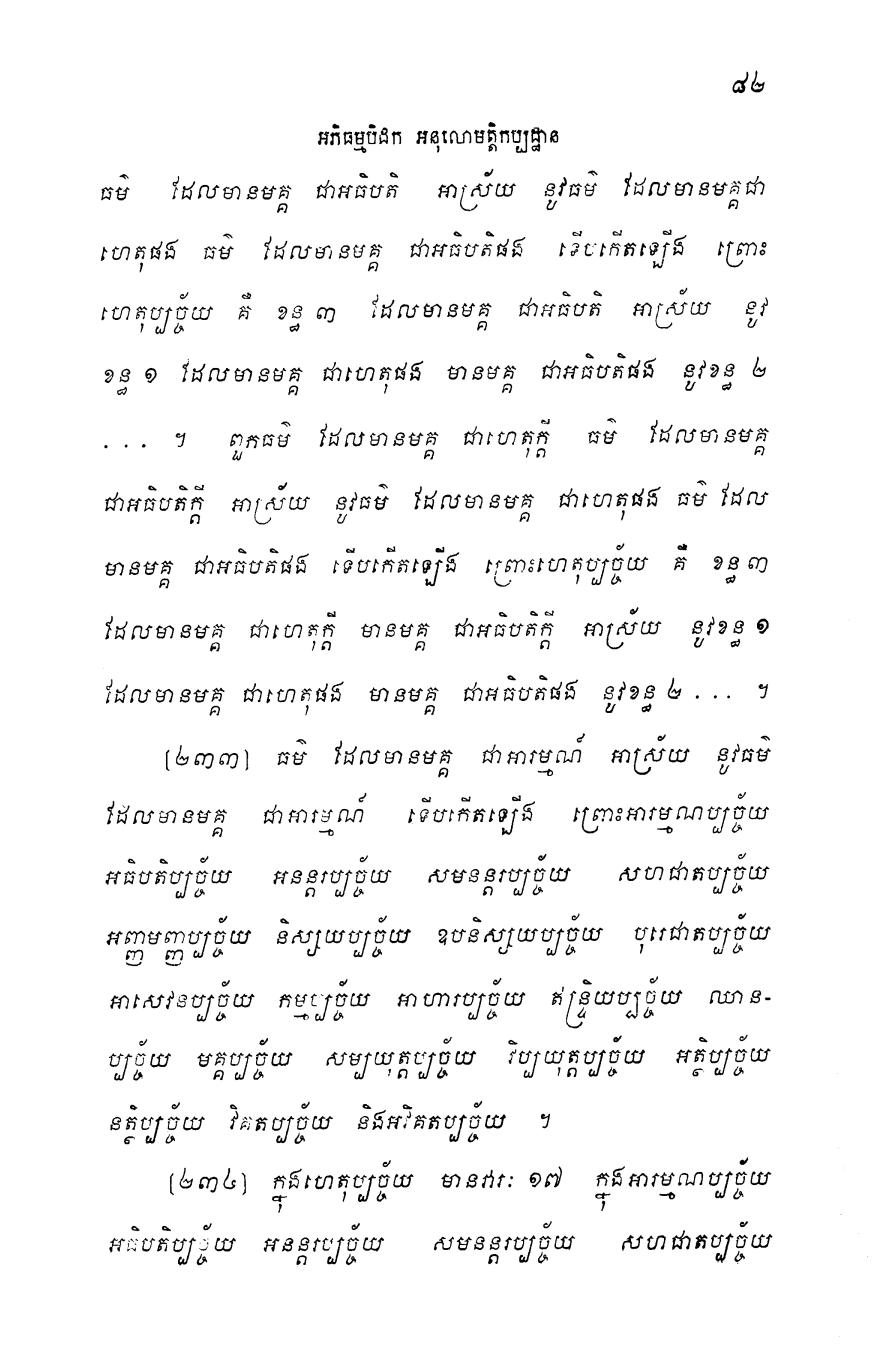 ៨២
អភិធម្មបិដក អនុលោមត្តិកប្បដ្ឋាន
ធម៌ ដែលមានមគ្គ ជាអធិបតិ អាស្រ័យ នូវធម៌ ដែលមានមគ្គជា
ហេតុផង ធម៌ ដែលមានមគ្គ ជាអធិបតិផង ទើបកើតឡើង ព្រោះ
ហេតុប្បច្ច័យ គឺ ខន្ធ ៣ ដែលមានមគ្គ ជាអធិបតិ អាស្រ័យ នូវ
ខន្ធ ១ ដែលមានមគ្គ ជាហេតុផង មានមគ្គ ជាអធិបតិផង នូវខន្ធ ២
. . . ។ ពួកធម៌ ដែលមានមគ្គ ជាហេតុក្តី ធម៌ ដែលមានមគ្គ
ជាអធិបតិក្តី អាស្រ័យ នូវធម៌ ដែលមានមគ្គ ជាហេតុផង ធម៌ ដែល
មានមគ្គ ជាអធិបតិផង ទើបកើតឡើង ព្រោះហេតុប្បច្ច័យ គឺ ខន្ធ ៣
ដែលមានមគ្គ ជាហេតុក្តី មានមគ្គ ជាអធិបតិក្តី អាស្រ័យ នូវខន្ធ ១
ដែលមានមគ្គ ជាហេតុផង មានមគ្គ ជាអធិបតិផង នូវខន្ធ ២ . . . ។
(២៣៣) ធម៌ ដែលមានមគ្គ ជាអារម្មណ៍ អាស្រ័យ នូវធម៌
ដែលមានមគ្គ ជាអារម្មណ៍ ទើបកើតឡើង ព្រោះអារម្មណប្បច្ច័យ
អធិបតិប្បច្ច័យ អនន្តរប្បច្ច័យ សមនន្តរប្បច្ច័យ សហជាតប្បច្ច័យ
អញ្ញមញ្ញប្បច្ច័យ និស្សយប្បច្ច័យ ឧបនិស្សយប្បច្ច័យ បុរេជាតប្បច្ច័យ
អាសេវនប្បច្ច័យ កម្មប្បច្ច័យ អាហារប្បច្ច័យ ឥន្ទ្រិយប្បច្ច័យ ឈាន-
ប្បច្ច័យ មគ្គប្បច្ច័យ សម្បយុត្តប្បច្ច័យ វិប្បយុត្តប្បច្ច័យ អត្ថិប្បច្ច័យ
នត្ថិប្បច្ច័យ វិគតប្បច្ច័យ និងអវិគតប្បច្ច័យ ។
(២៣៤) ក្នុងហេតុប្បច្ច័យ មានវារៈ ១៧ ក្នុងអារម្មណប្បច្ច័យ
អធិបតិប្បច្ច័យ អនន្តរប្បច្ច័យ សមនន្តរប្បច្ច័យ សហជាតប្បច្ច័យ